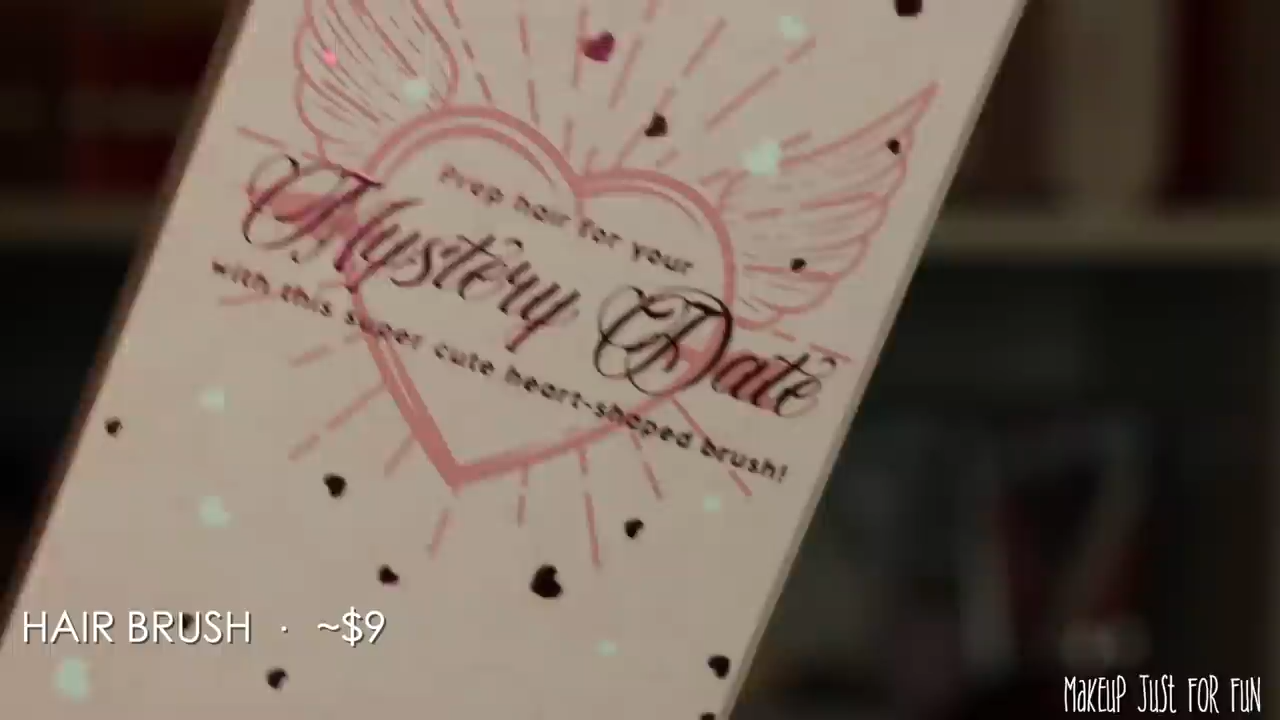 Prep hair for your
Mystery Date
with this super cute heart-shaped brush!
HAIR BRUSH · ~$9
MAKEUP JUST FOR FUN